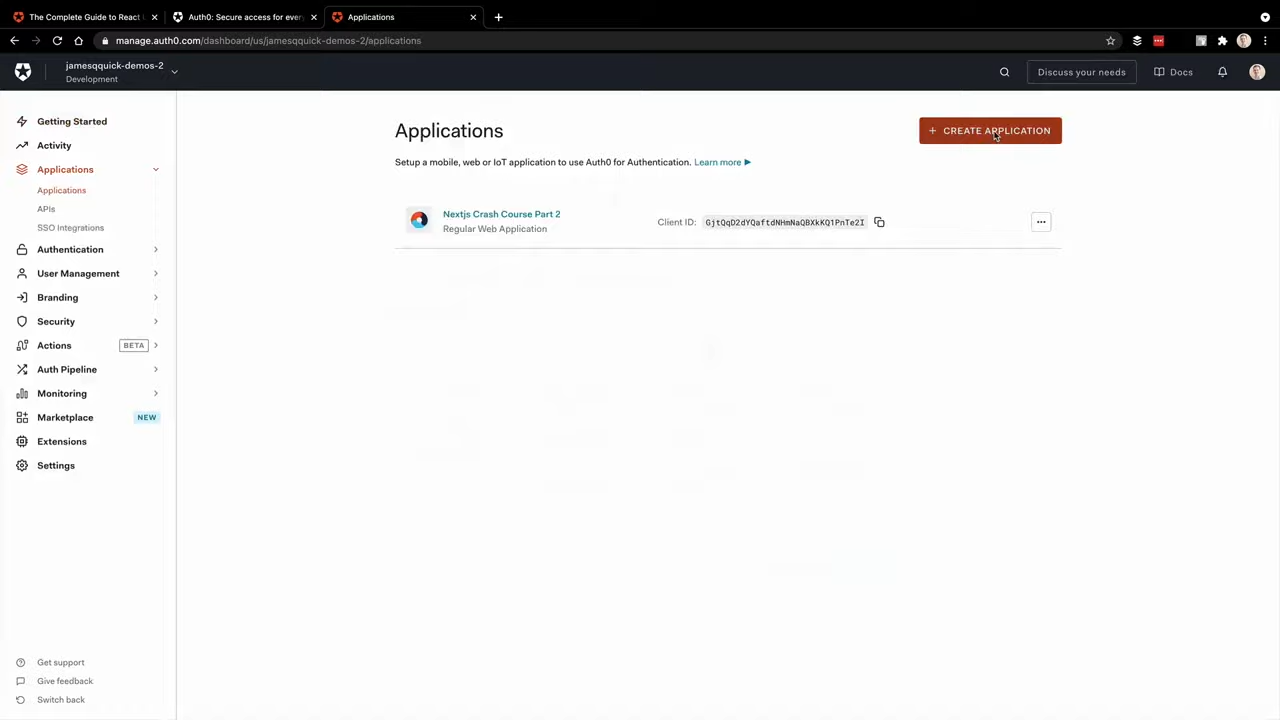 The Complete Guide to React U
Auth0: Secure access for every
Applications
manage.auth0.com/dashboard/us/jamesqquick-demos-2/applications
jamesqquick-demos-2
Development
Discuss your needs
Docs
Getting Started
Activity
Applications
Applications
APIs
SSO Integrations
Authentication
User Management
Branding
Security
Actions
BETA
Auth Pipeline
Monitoring
Marketplace
NEW
Extensions
Settings
Get support
Give feedback
Switch back
Applications
+ CREATE APPLICATION
Setup a mobile, web or IoT application to use Auth0 for Authentication. Learn more ▶
Nextjs Crash Course Part 2
Regular Web Application
Client ID: GjtQqD2dYQaftdNHmNaQBXkKQ1PnTe2I